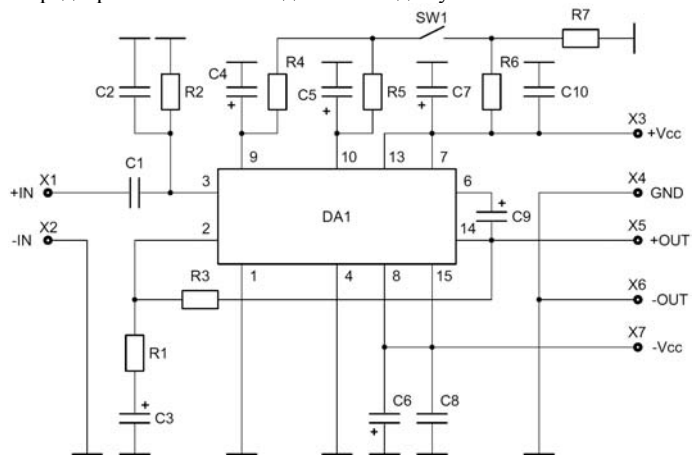 SW1
R7
R4
R6
C4
C2
R2
C5
R5
C7
C10
X3
+Vcc
9
10
13
7
C1
X1
+IN
3
6
X4
GND
DA1
C9
X2
-IN
2
14
X5
+OUT
R3
1
4
8
15
X6
-OUT
X7
-Vcc
R1
C3
C6
C8
+
+
+
+
+
+